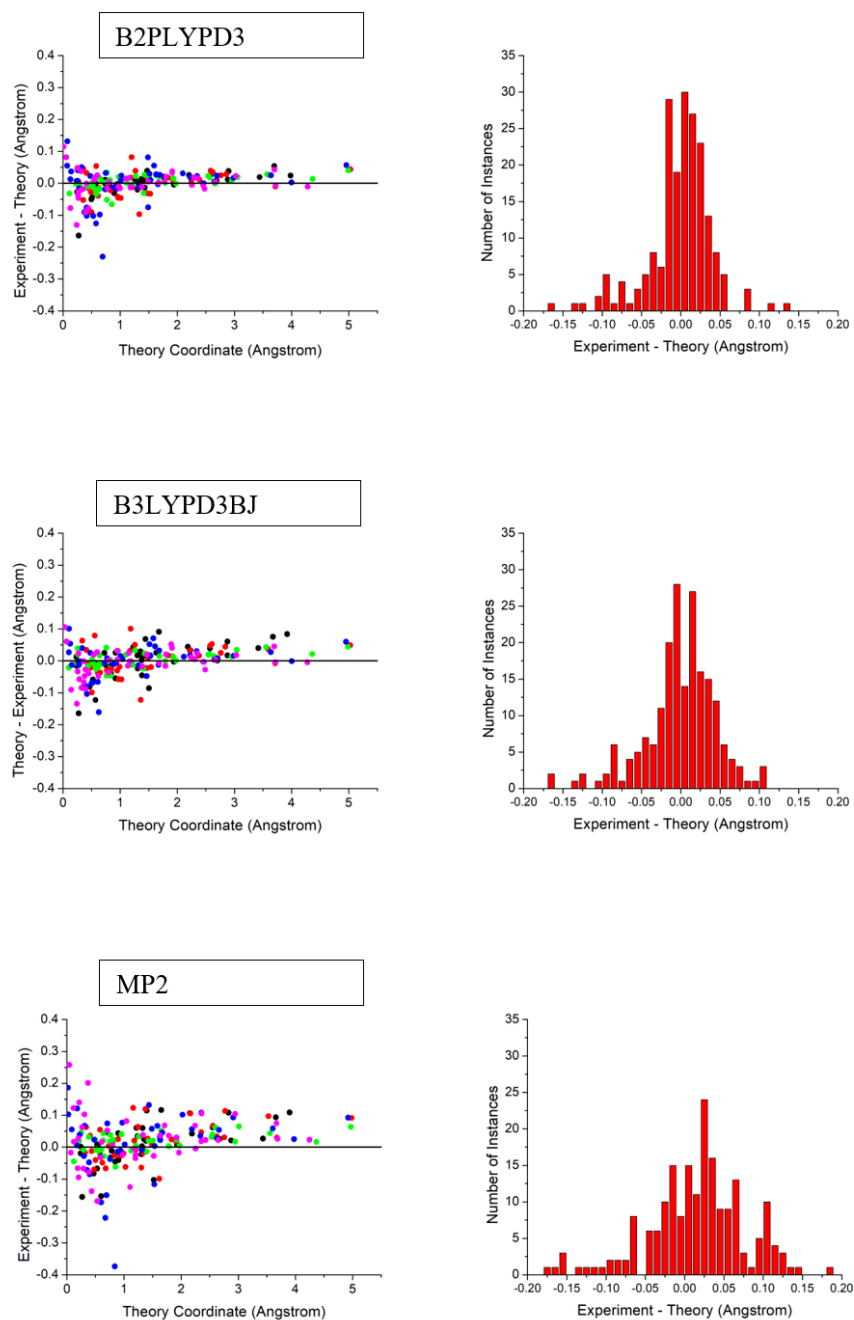 B2PLYPD3
0.4
0.3
0.2
0.1
0.0
-0.1
-0.2
-0.3
-0.4
Experiment - Theory (Angstrom)
0 1 2 3 4 5
Theory Coordinate (Angstrom)
35
30
25
20
15
10
5
0
Number of Instances
-0.20 -0.15 -0.10 -0.05 0.00 0.05 0.10 0.15 0.20
Experiment - Theory (Angstrom)
B3LYPD3BJ
0.4
0.3
0.2
0.1
0.0
-0.1
-0.2
-0.3
-0.4
Theory - Experiment (Angstrom)
0 1 2 3 4 5
Theory Coordinate (Angstrom)
35
30
25
20
15
10
5
0
Number of Instances
-0.20 -0.15 -0.10 -0.05 0.00 0.05 0.10 0.15 0.20
Experiment - Theory (Angstrom)
MP2
0.4
0.3
0.2
0.1
0.0
-0.1
-0.2
-0.3
-0.4
Experiment - Theory (Angstrom)
0 1 2 3 4 5
Theory Coordinate (Angstrom)
35
30
25
20
15
10
5
0
Number of Instances
-0.20 -0.15 -0.10 -0.05 0.00 0.05 0.10 0.15 0.20
Experiment - Theory (Angstrom)